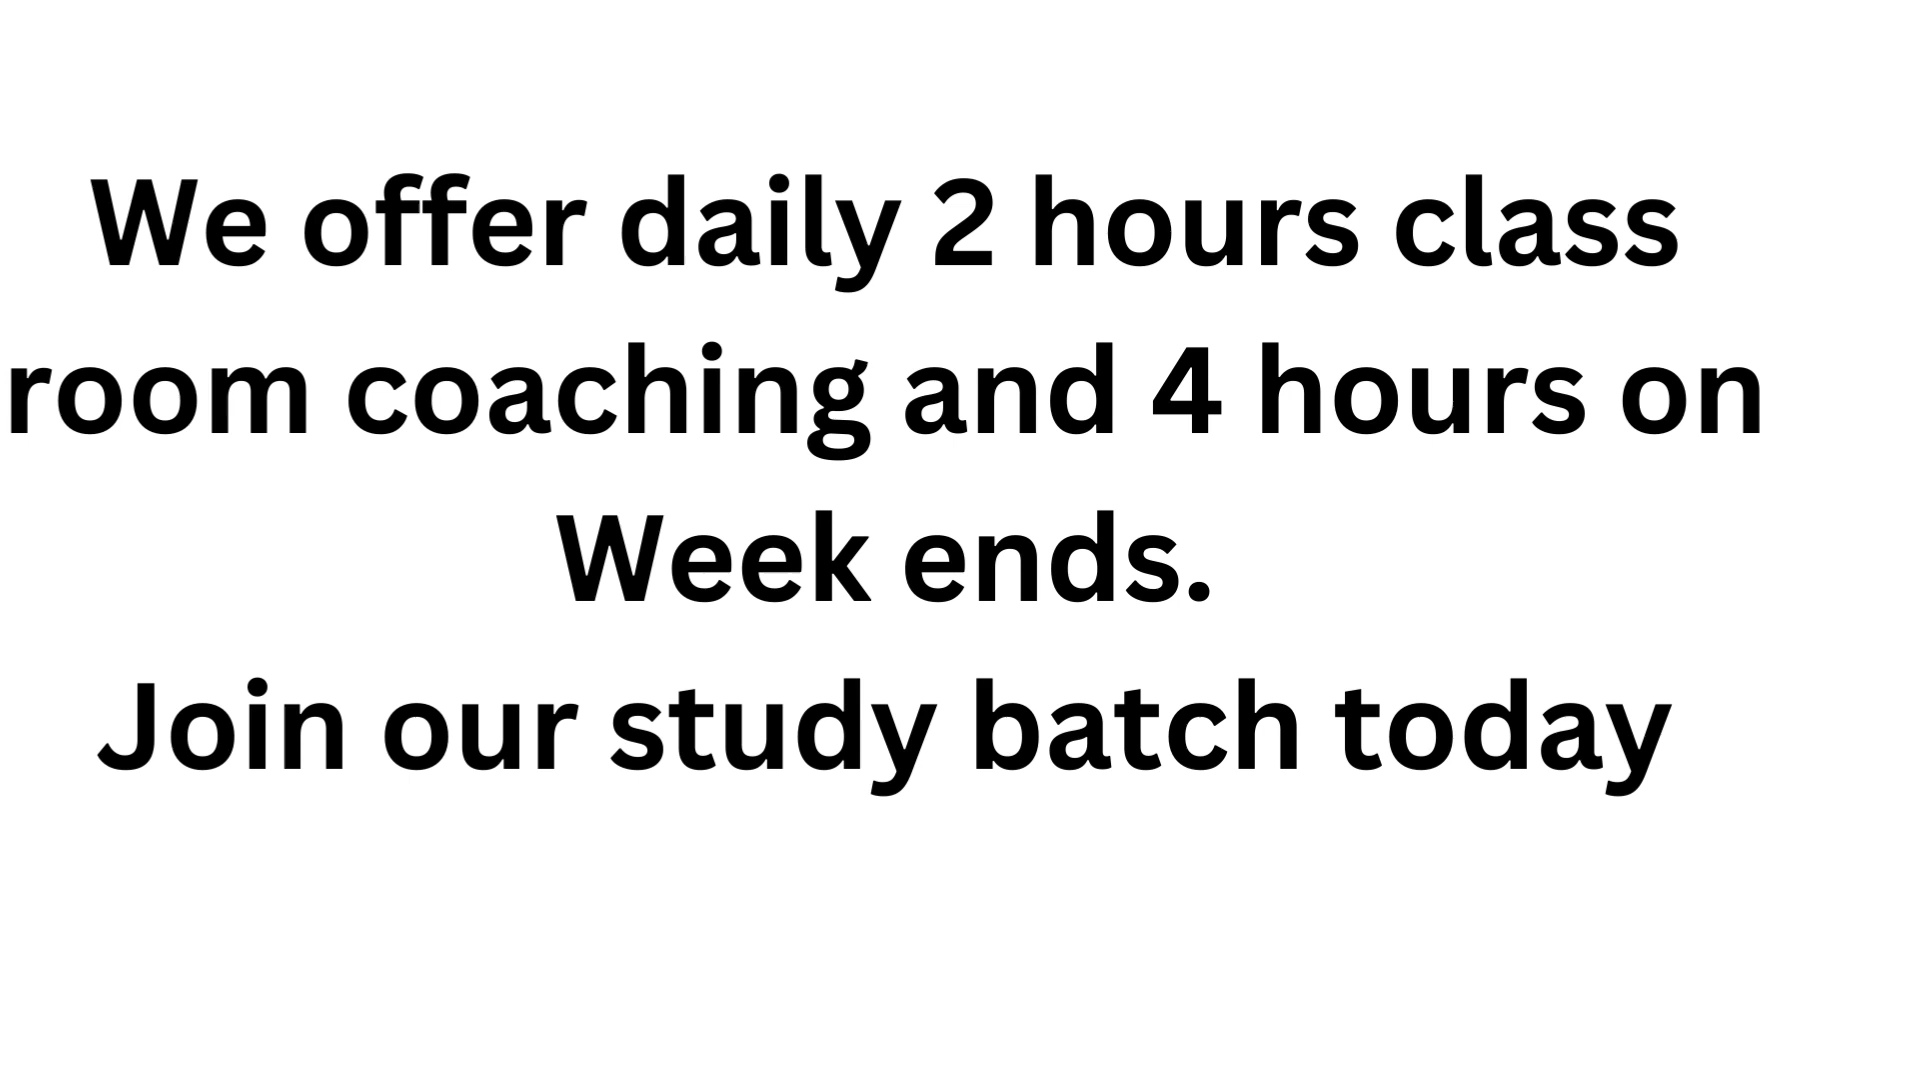 We offer daily 2 hours class
room coaching and 4 hours on
Week ends.
Join our study batch today